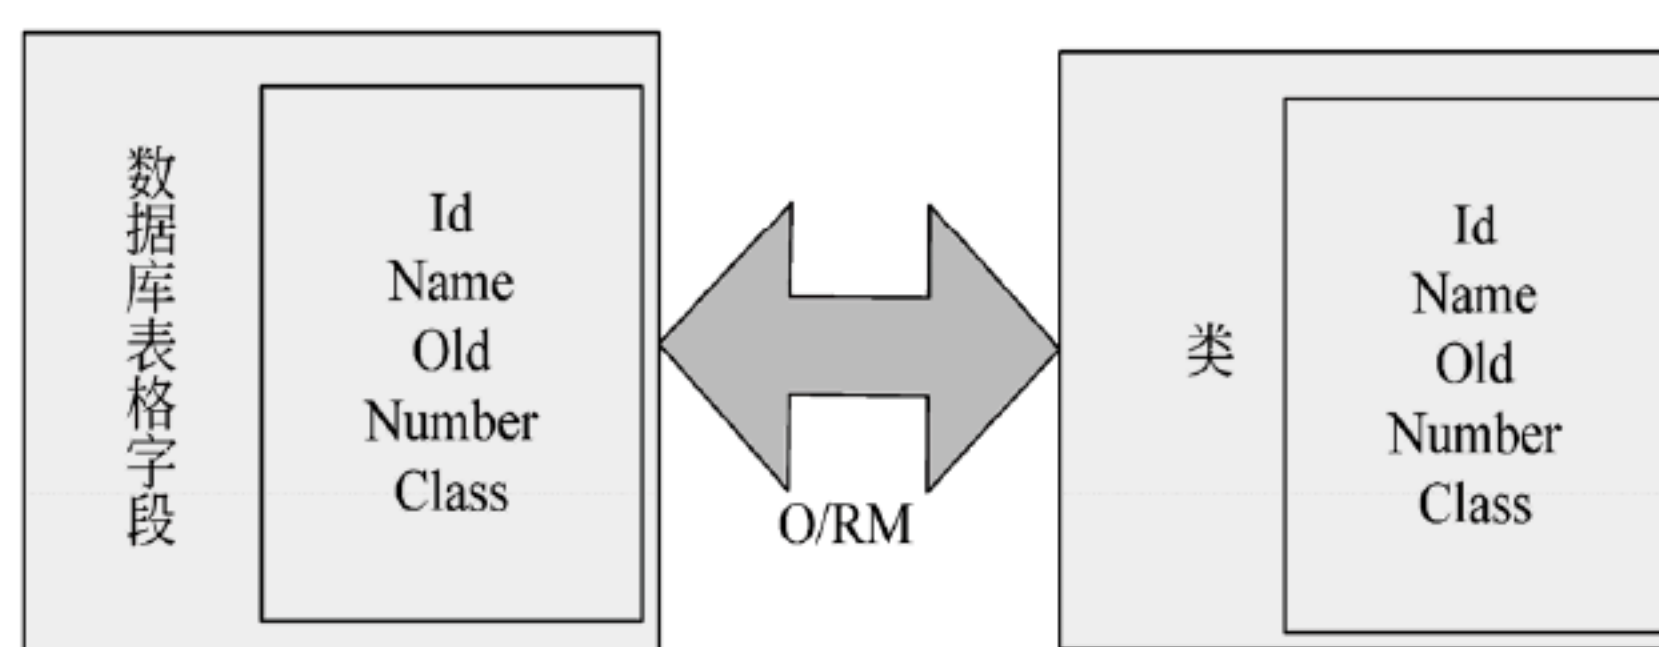 数据库表格字段
Id
Name
Old
Number
Class
O/RM
类
Id
Name
Old
Number
Class